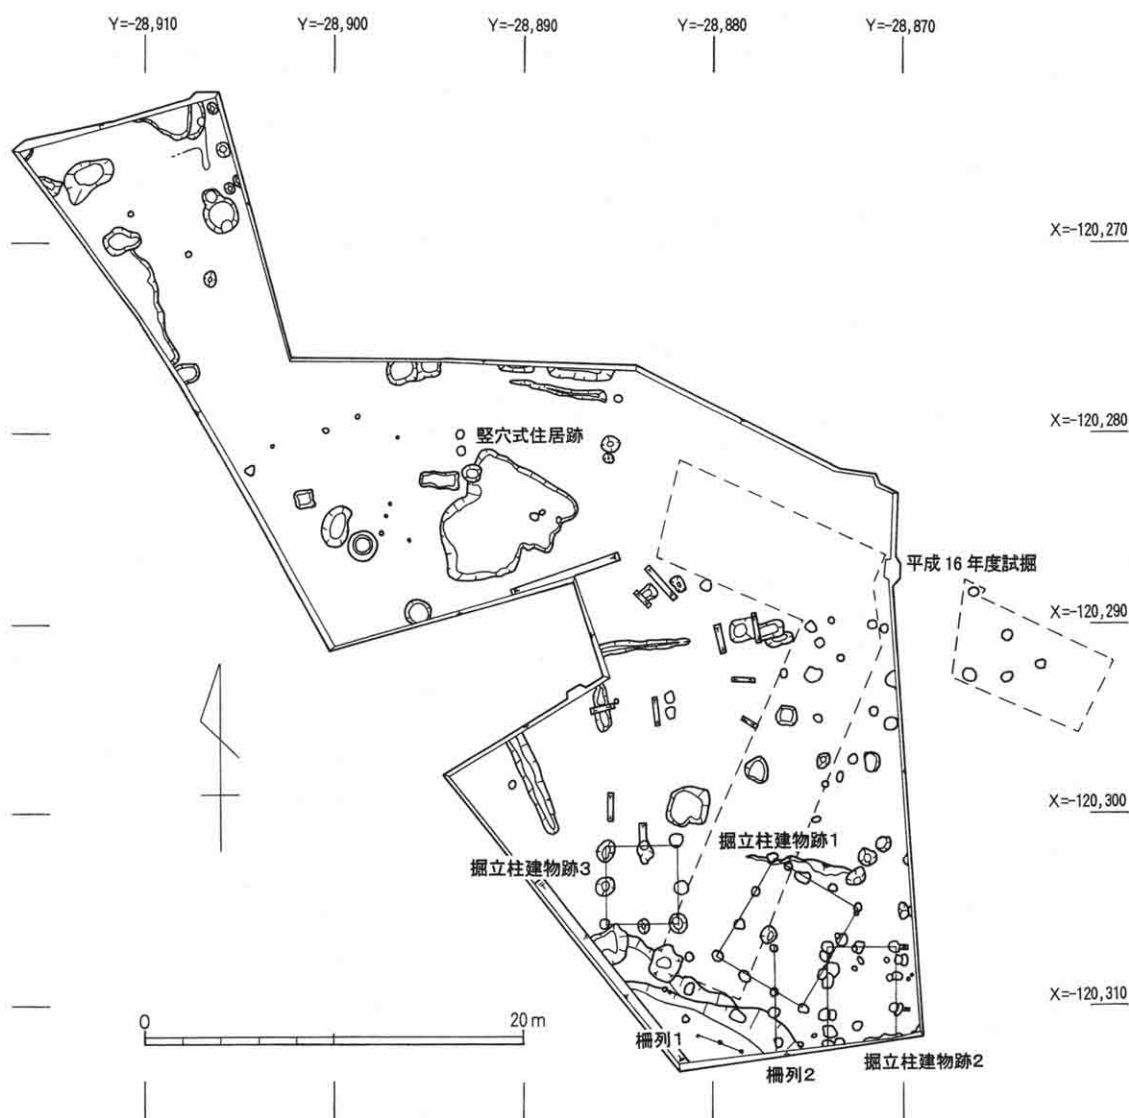 Y=-28,910
Y=-28,900
Y=-28,890
Y=-28,880
Y=-28,870
X=-120,270
X=-120,280
竪穴式住居跡
平成16年度試掘
X=-120,290
X=-120,300
掘立柱建物跡1
掘立柱建物跡3
X=-120,310
0
20m
柵列1
柵列2
掘立柱建物跡2